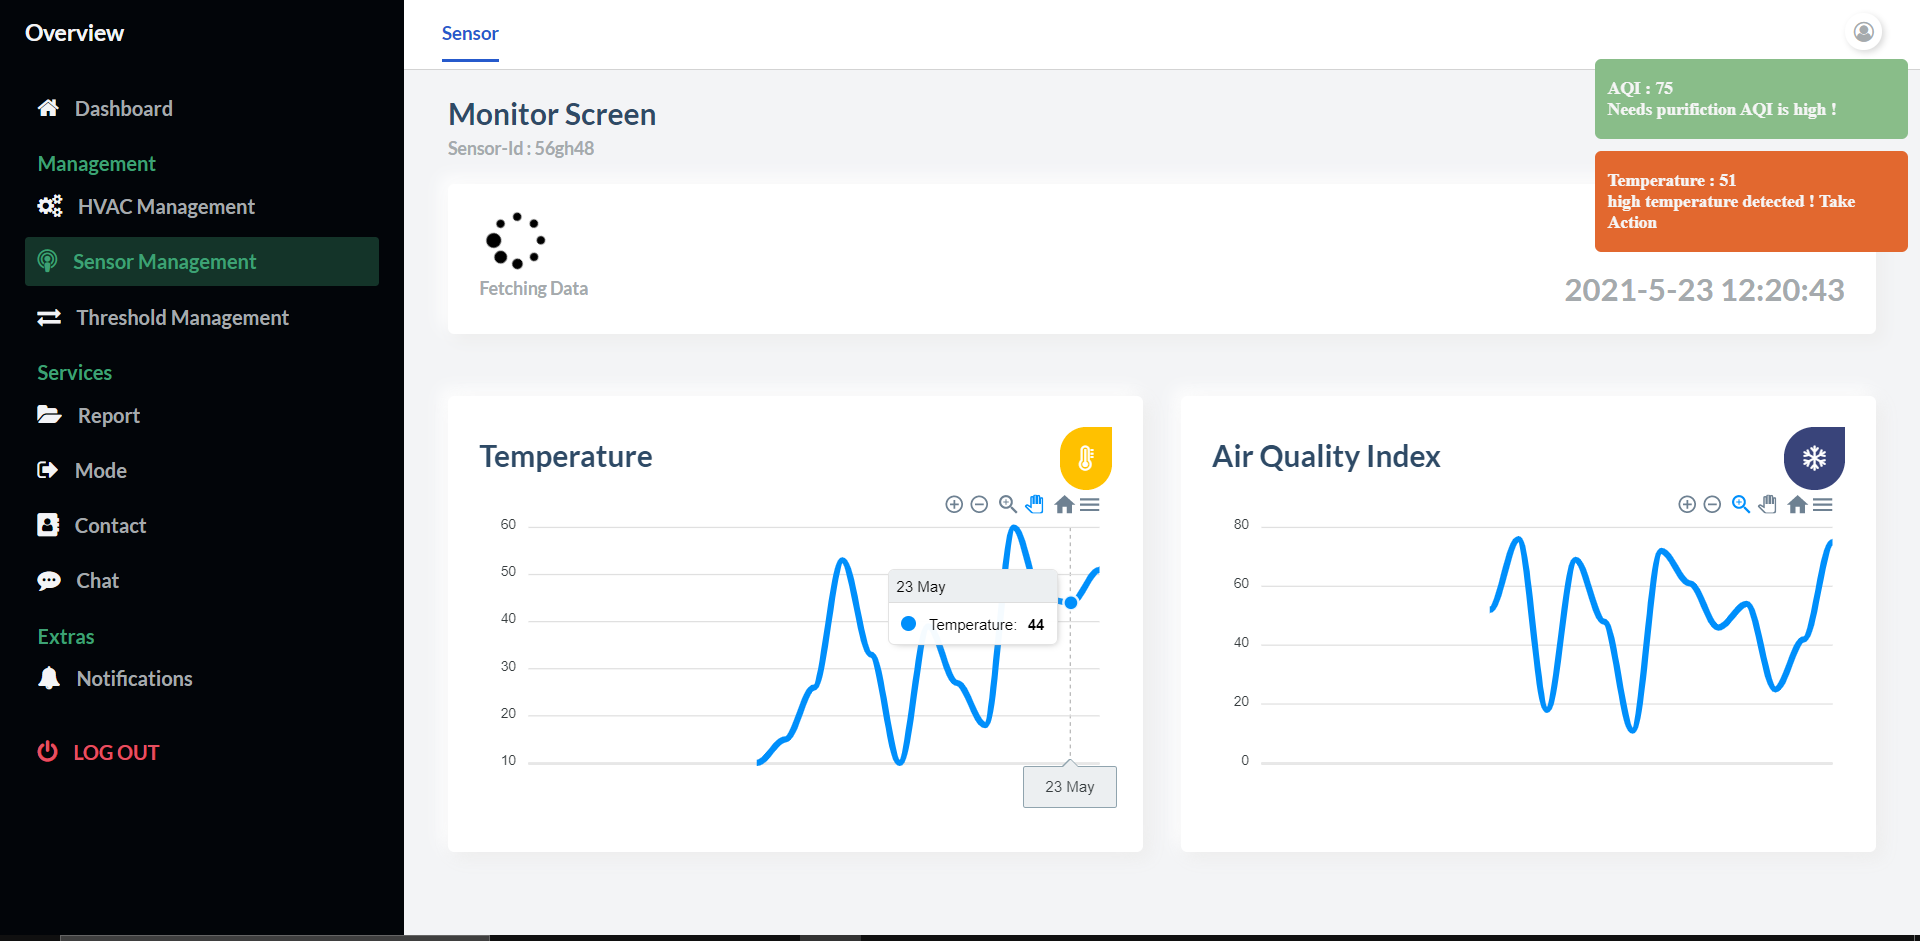 Overview
Dashboard
Management
HVAC Management
Sensor Management
Threshold Management
Services
Report
Mode
Contact
Chat
Extras
Notifications
LOG OUT
Sensor
AQI : 75
Needs purifiction AQI is high !
Temperature : 51
high temperature detected ! Take
Action
Monitor Screen
Sensor-Id : 56gh48
Fetching Data
2021-5-23 12:20:43
Temperature
60
50
40
30
20
10
23 May
Temperature: 44
23 May
Air Quality Index
80
60
40
20
0